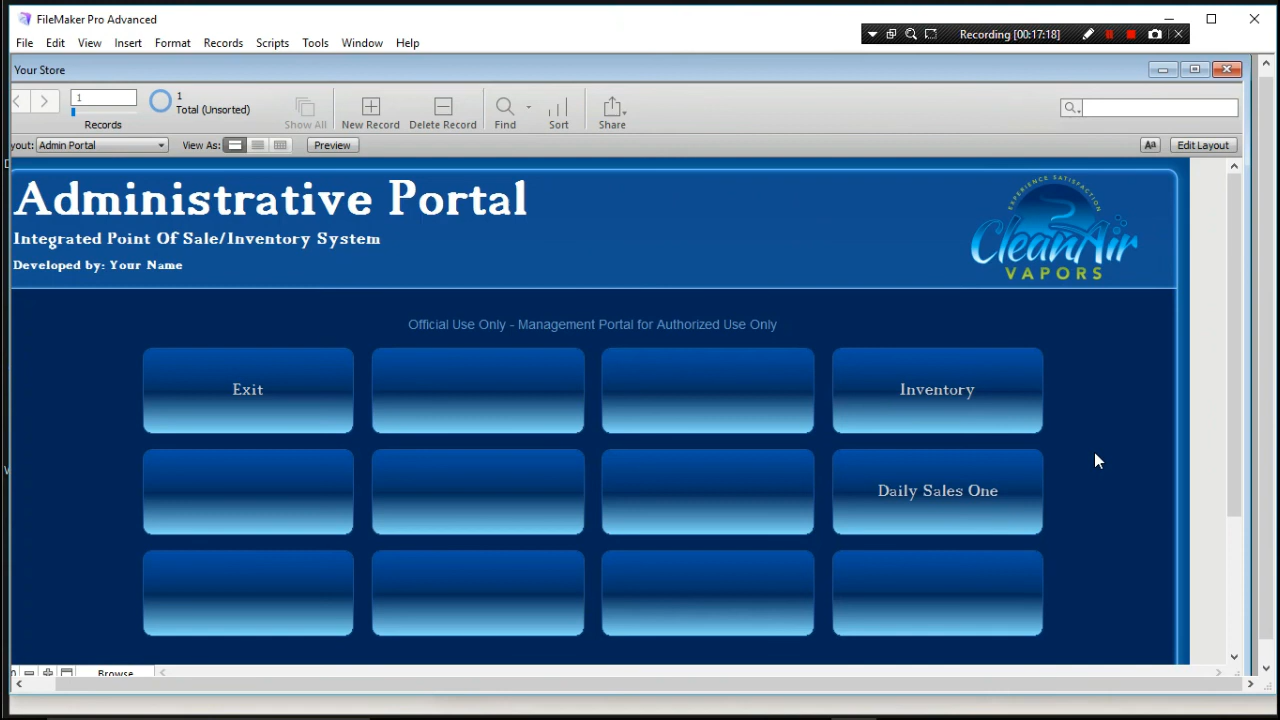 FileMaker Pro Advanced
File Edit View Insert Format Records Scripts Tools Window Help
Recording [00:17:18]
Your Store
1
1
Total (Unsorted)
Records
Show All
New Record
Delete Record
Find
Sort
Share
yout: Admin Portal
View As:
Preview
Aa
Edit Layout
Administrative Portal
Integrated Point Of Sale/Inventory System
Developed by: Your Name
EXPERIENCE SATISFACTION
CleanAir
VAPORS
Official Use Only - Management Portal for Authorized Use Only
Exit
Inventory
Daily Sales One
Browse